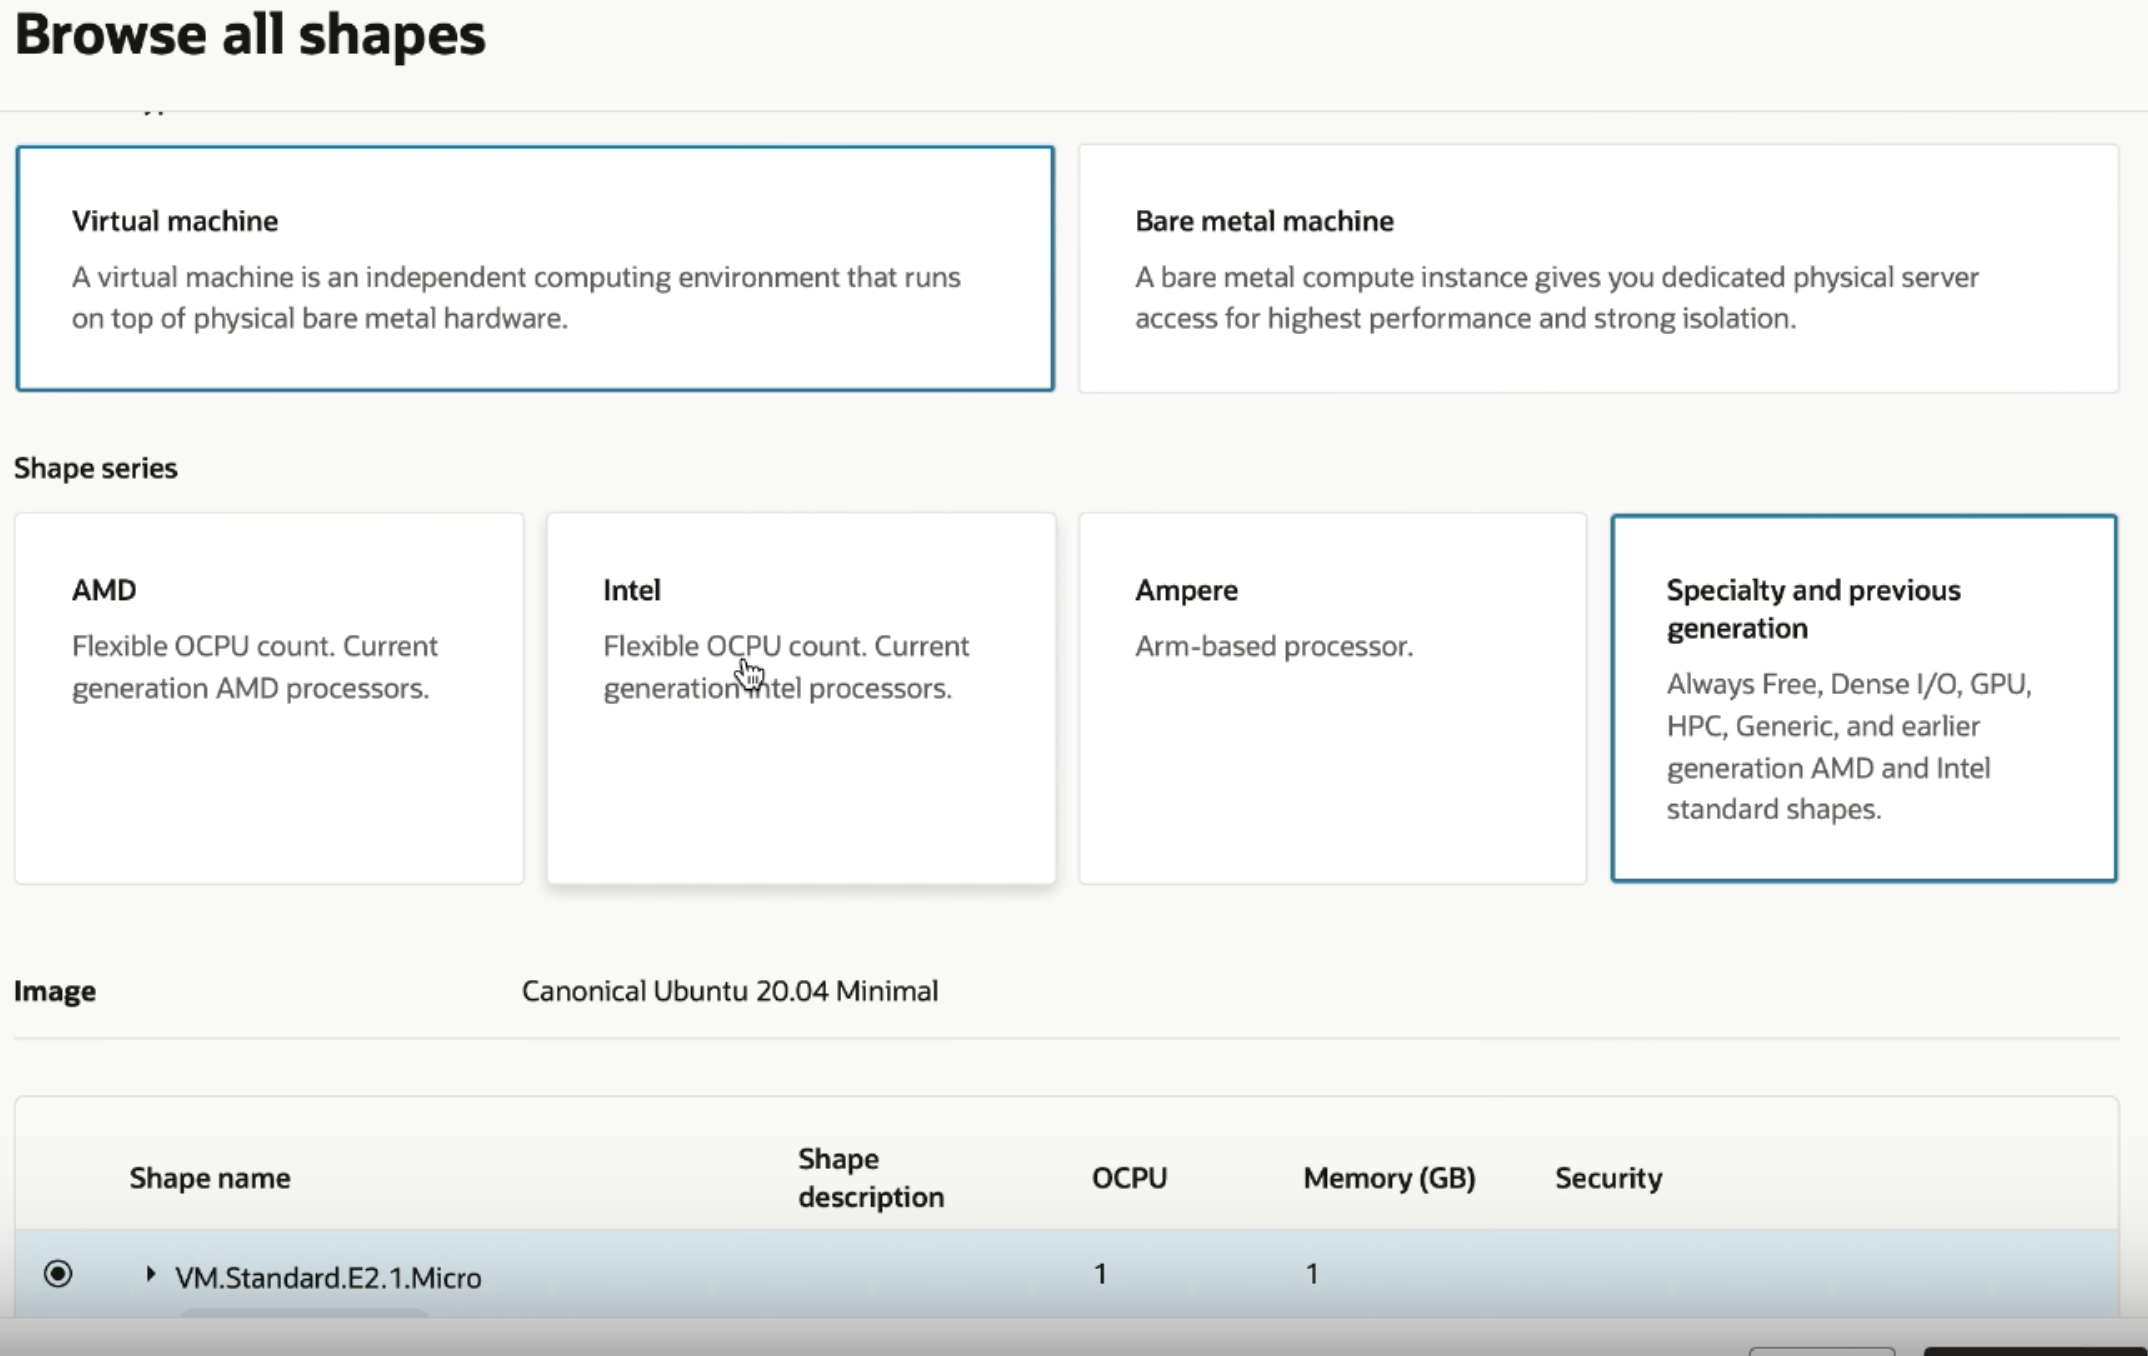 Browse all shapes
Virtual machine
A virtual machine is an independent computing environment that runs
on top of physical bare metal hardware.
Bare metal machine
A bare metal compute instance gives you dedicated physical server
access for highest performance and strong isolation.
Shape series
AMD
Flexible OCPU count. Current
generation AMD processors.
Intel
Flexible OCPU count. Current
generation Intel processors.
Ampere
Arm-based processor.
Specialty and previous
generation
Always Free, Dense I/O, GPU,
HPC, Generic, and earlier
generation AMD and Intel
standard shapes.
Image Canonical Ubuntu 20.04 Minimal
Shape name
Shape
description
OCPU
Memory (GB)
Security
VM.Standard.E2.1.Micro 1 1